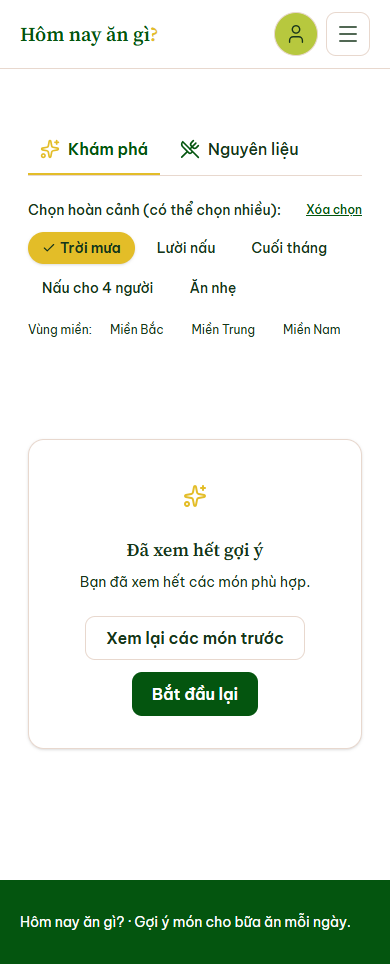 Hôm nay ăn gì?
Khám phá
Nguyên liệu
Chọn hoàn cảnh (có thể chọn nhiều):
Xóa chọn
Trời mưa
Lười nấu
Cuối tháng
Nấu cho 4 người
Ăn nhẹ
Vùng miền:
Miền Bắc
Miền Trung
Miền Nam
Đã xem hết gợi ý
Bạn đã xem hết các món phù hợp.
Xem lại các món trước
Bắt đầu lại
Hôm nay ăn gì? · Gợi ý món cho bữa ăn mỗi ngày.